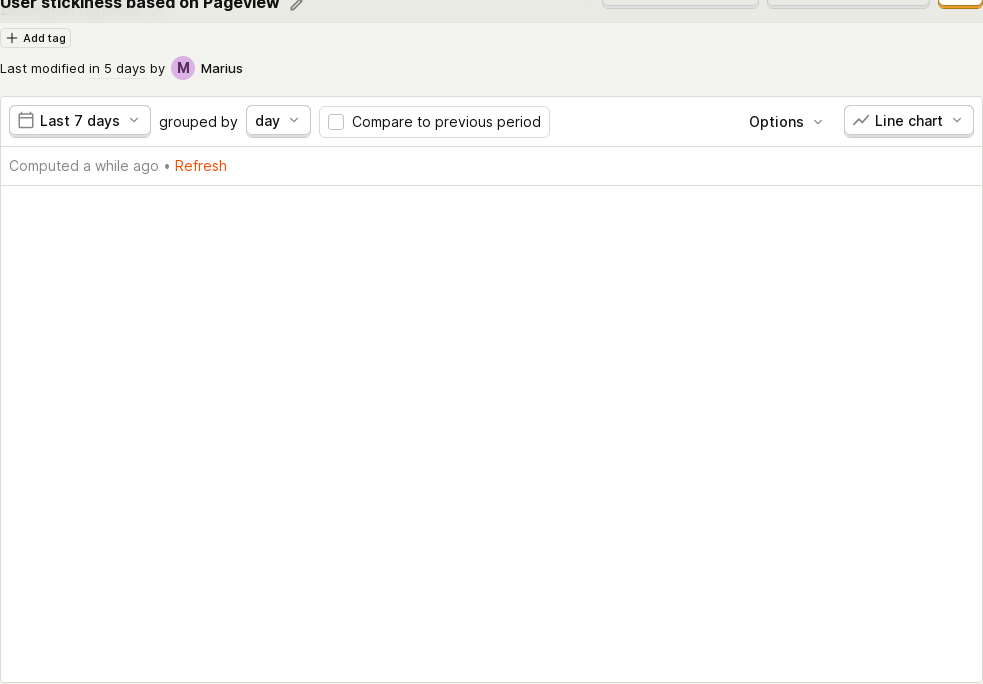 User stickiness based on Pageview
Add tag
Last modified in 5 days by M Marius
Last 7 days grouped by day Compare to previous period Options Line chart
Computed a while ago • Refresh